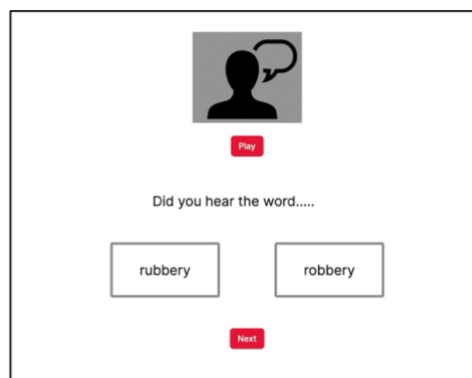 Play
Did you hear the word.....
rubbery robbery
Next